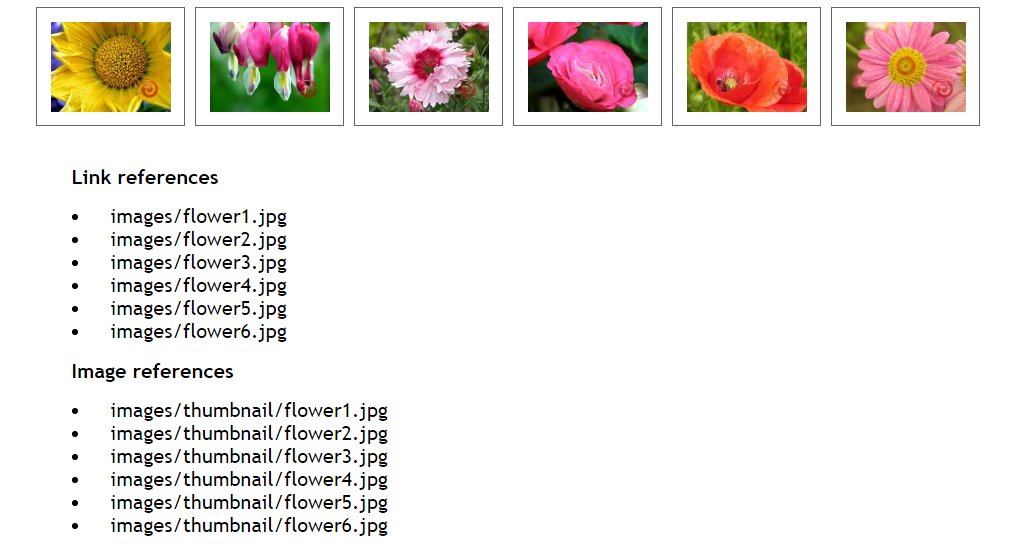 Link references
images/flower1.jpg
images/flower2.jpg
images/flower3.jpg
images/flower4.jpg
images/flower5.jpg
images/flower6.jpg
Image references
images/thumbnail/flower1.jpg
images/thumbnail/flower2.jpg
images/thumbnail/flower3.jpg
images/thumbnail/flower4.jpg
images/thumbnail/flower5.jpg
images/thumbnail/flower6.jpg